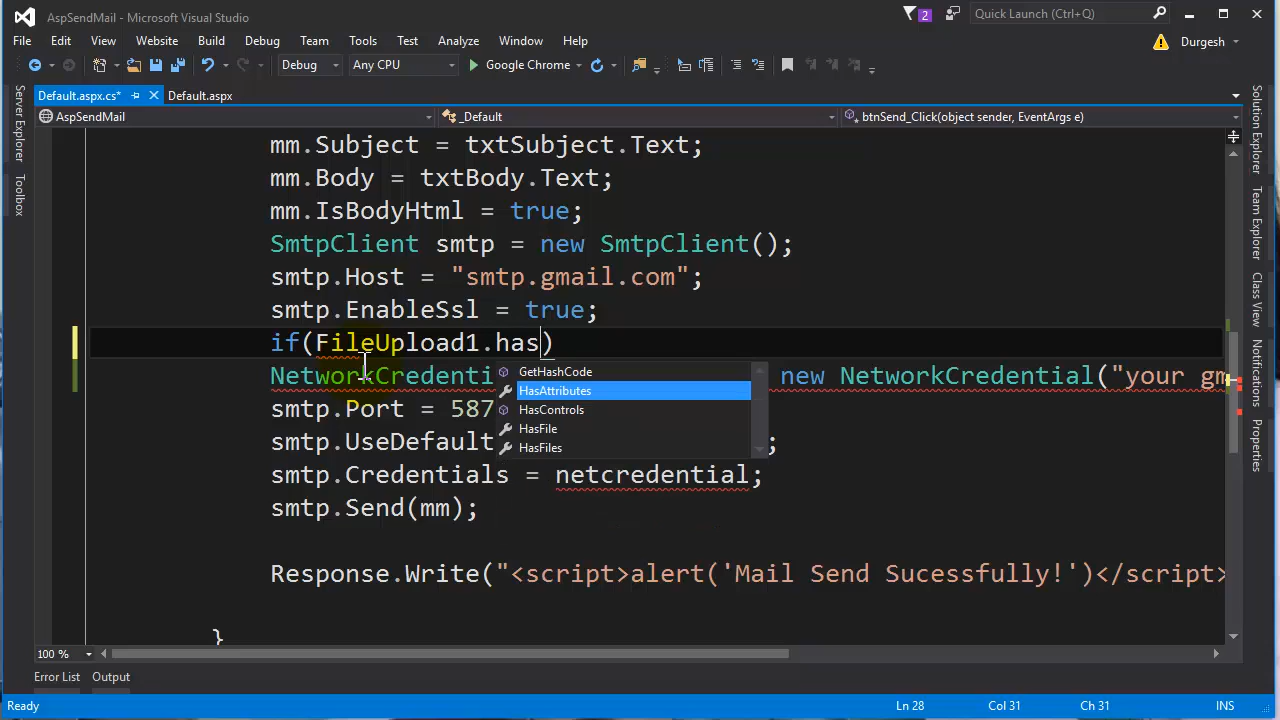 AspSendMail - Microsoft Visual Studio
2
Quick Launch (Ctrl+Q)
File Edit View Website Build Debug Team Tools Test Analyze Window Help
Durgesh
Debug Any CPU Google Chrome
Default.aspx.cs* Default.aspx
AspSendMail _Default btnSend_Click(object sender, EventArgs e)
Server Explorer
Toolbox
mm.Subject = txtSubject.Text;
mm.Body = txtBody.Text;
mm.IsBodyHtml = true;
SmtpClient smtp = new SmtpClient();
smtp.Host = "smtp.gmail.com";
smtp.EnableSsl = true;
if(FileUpload1.has)
NetworkCredenti new NetworkCredential("your gm
smtp.Port = 587
smtp.UseDefault ;
smtp.Credentials = netcredential;
smtp.Send(mm);
Response.Write("<script>alert('Mail Send Sucessfully!')</script>
}
GetHashCode
HasAttributes
HasControls
HasFile
HasFiles
Solution Explorer
Team Explorer
Class View
Notifications
Properties
100 %
Error List Output
Ready Ln 28 Col 31 Ch 31 INS